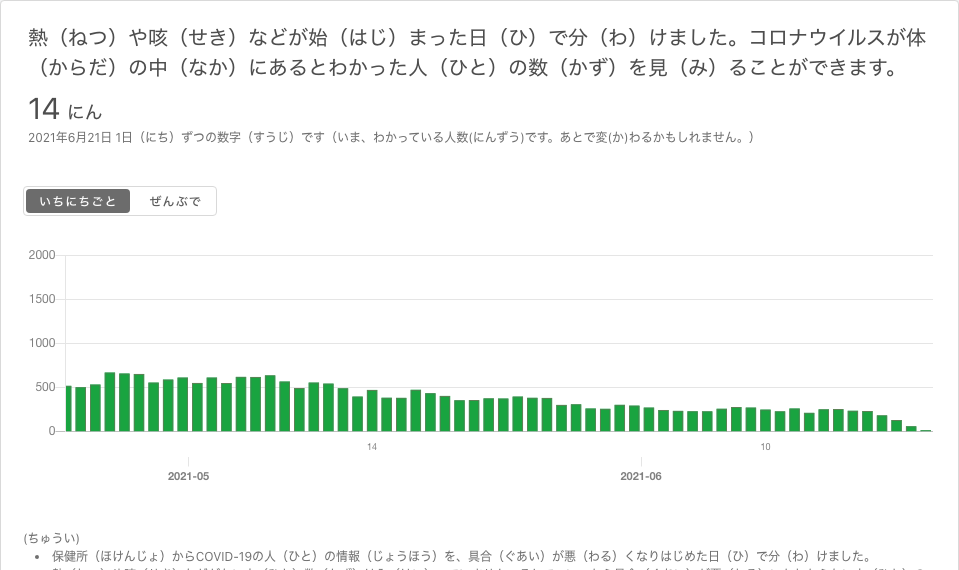 熱（ねつ）や咳（せき）などが始（はじ）まった日（ひ）で分（わ）けました。コロナウイルスが体
（からだ）の中（なか）にあるとわかった人（ひと）の数（かず）を見（み）ることができます。
14 にん
2021年6月21日 1日（にち）ずつの数字（すうじ）です（いま、わかっている人数(にんずう)です。あとで変(か)わるかもしれません。）
いちにちごと ぜんぶで
2000
1500
1000
500
0
14 10
2021-05 2021-06
(ちゅうい)
• 保健所（ほけんじょ）からCOVID-19の人（ひと）の情報（じょうほう）を、具合（ぐあい）が悪（わる）くなりはじめた日（ひ）で分（わ）けました。